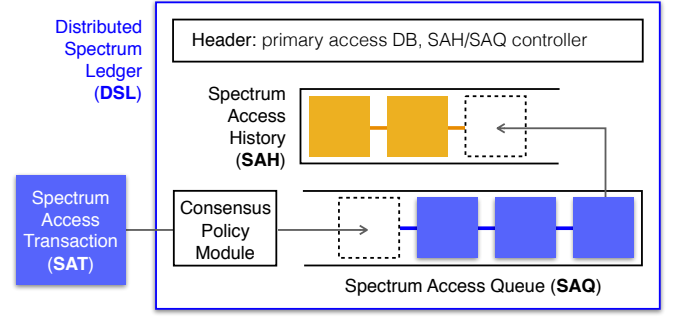 Distributed
Spectrum
Ledger
(DSL)
Header: primary access DB, SAH/SAQ controller
Spectrum
Access
History
(SAH)
Spectrum
Access
Transaction
(SAT)
Consensus
Policy
Module
Spectrum Access Queue (SAQ)